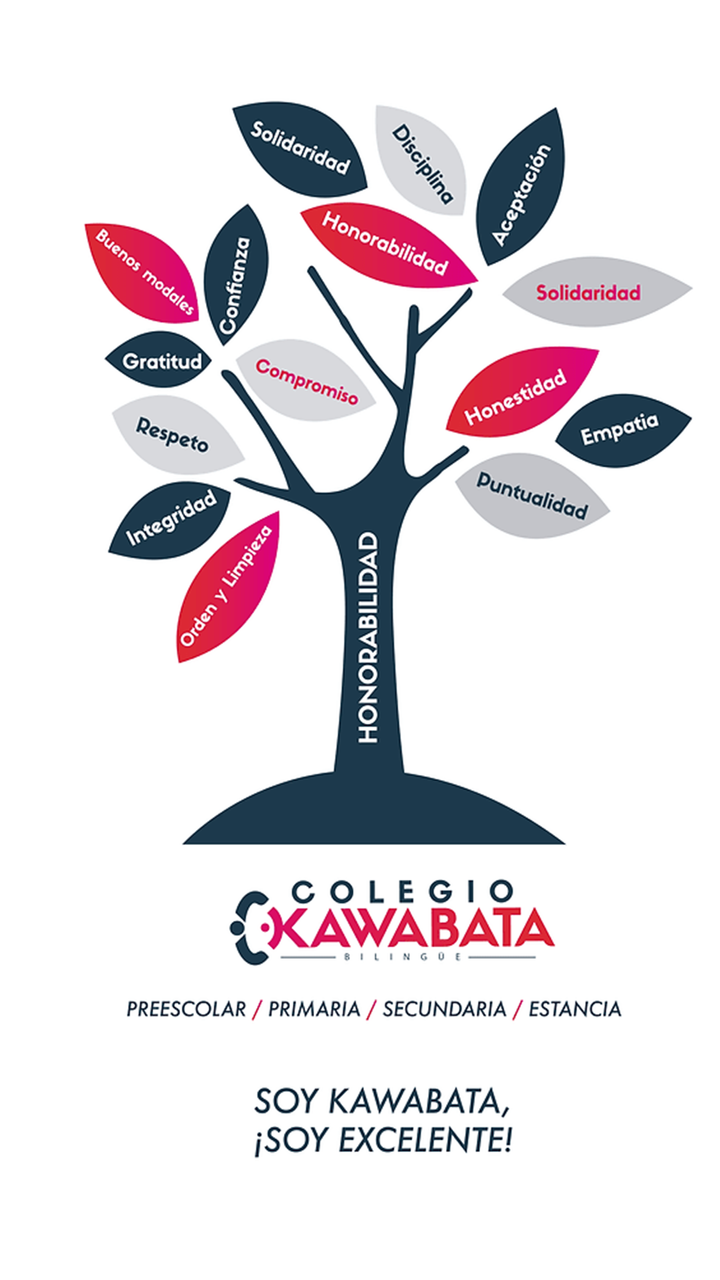 Solidaridad
Disciplina
Aceptación
Honorabilidad
Buenos modales
Confianza
Solidaridad
Gratitud
Compromiso
Honestidad
Respeto
Empatia
Puntualidad
Integridad
Orden y Limpieza
HONORABILIDAD
COLEGIO
KAWABATA
BILINGÜE
PREESCOLAR / PRIMARIA / SECUNDARIA / ESTANCIA
SOY KAWABATA,
¡SOY EXCELENTE!